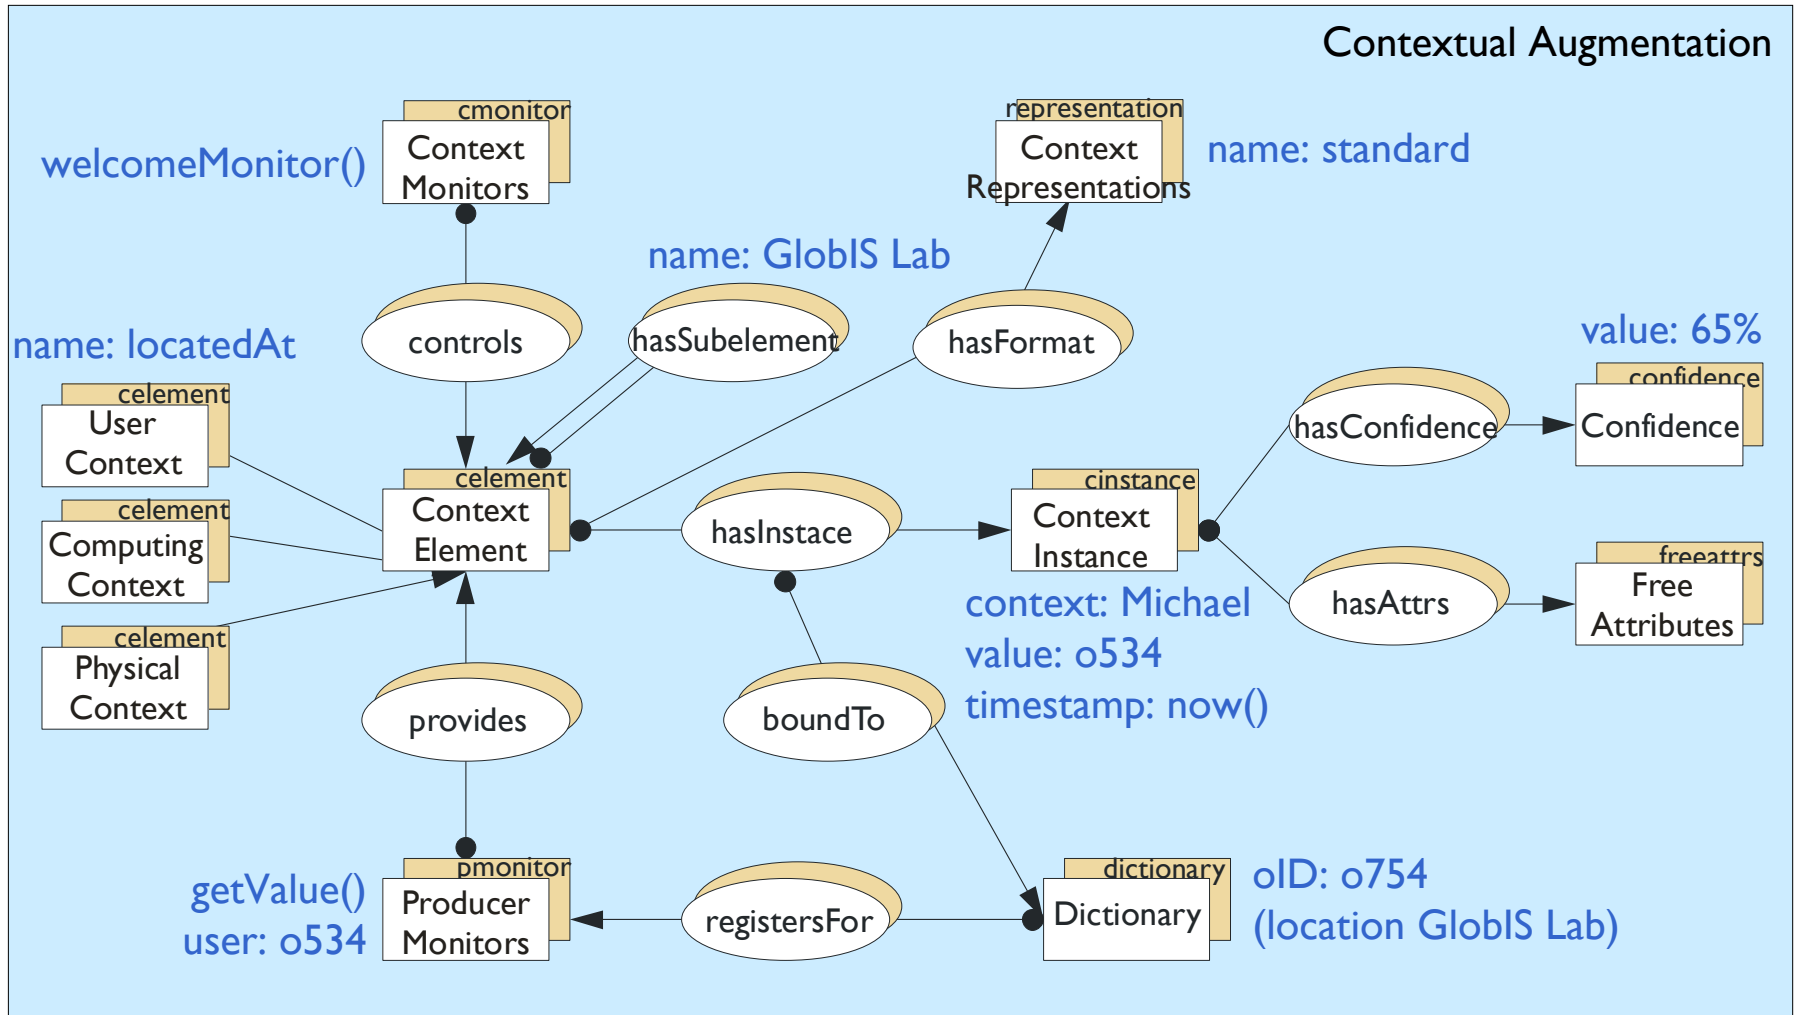 Contextual Augmentation
cmonitor
Context
Monitors
welcomeMonitor()
representation
Context
Representations
name: standard
name: GlobIS Lab
controls
hasSubelement
hasFormat
name: locatedAt
value: 65%
celement
User
Context
hasConfidence
confidence
Confidence
celement
Computing
Context
celement
Context
Element
hasInstace
cinstance
Context
Instance
hasAttrs
freeattrs
Free
Attributes
context: Michael
value: o534
timestamp: now()
celement
Physical
Context
provides
boundTo
getValue()
user: o534
pmonitor
Producer
Monitors
registersFor
dictionary
Dictionary
oID: o754
(location GlobIS Lab)